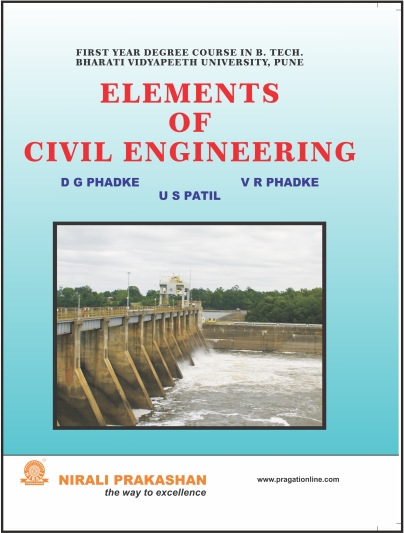 FIRST YEAR DEGREE COURSE IN B. TECH.
BHARATI VIDYAPEETH UNIVERSITY, PUNE
ELEMENTS
OF
CIVIL ENGINEERING
D G PHADKE V R PHADKE
U S PATIL
NIRALI PRAKASHAN
the way to excellence
www.pragationline.com